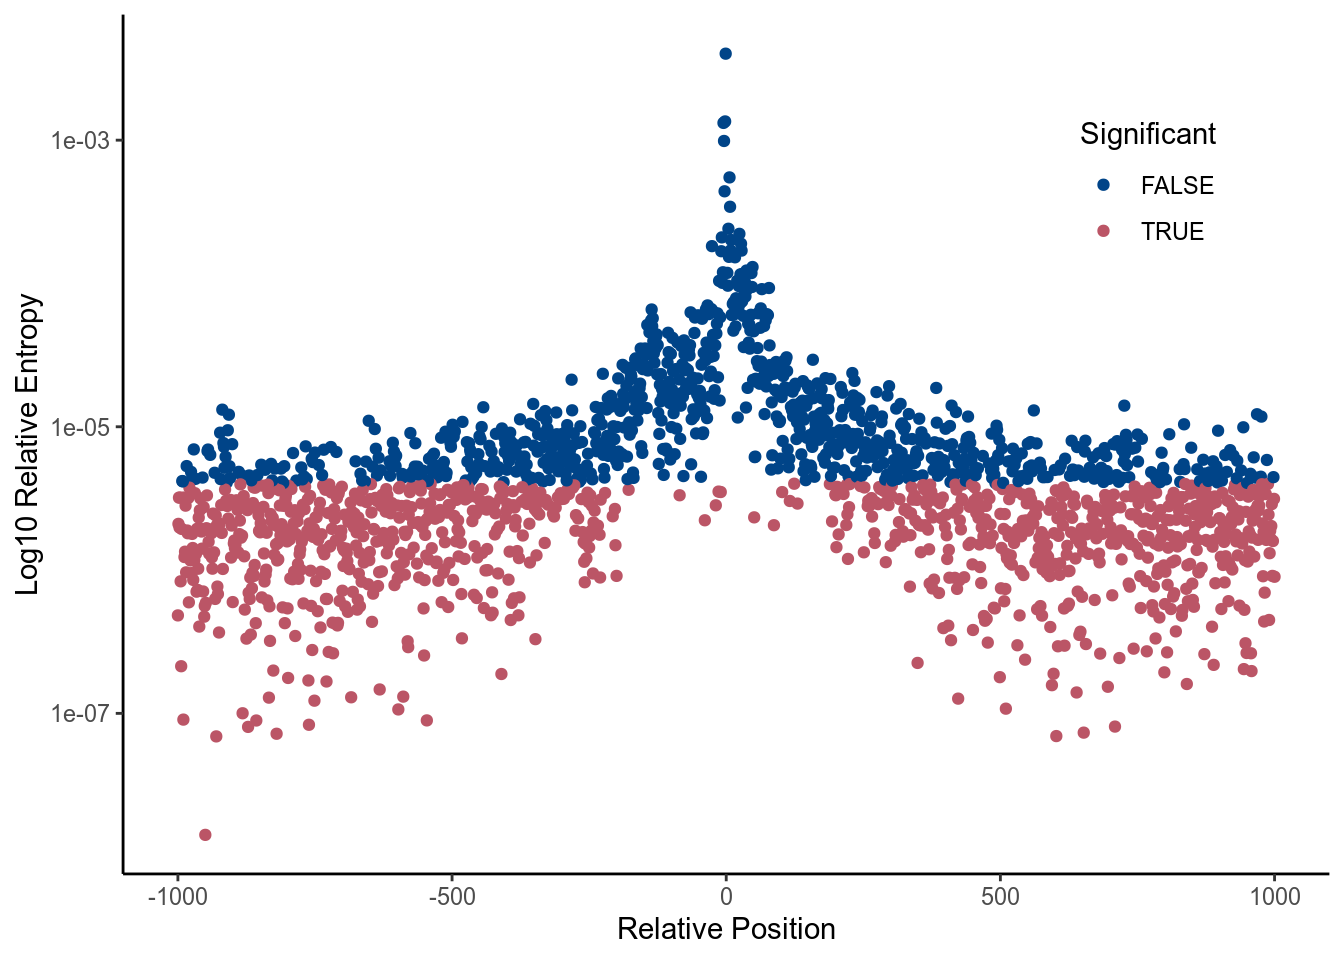 Significant
FALSE
TRUE
Log10 Relative Entropy
1e-03
1e-05
1e-07
-1000
-500
0
500
1000
Relative Position